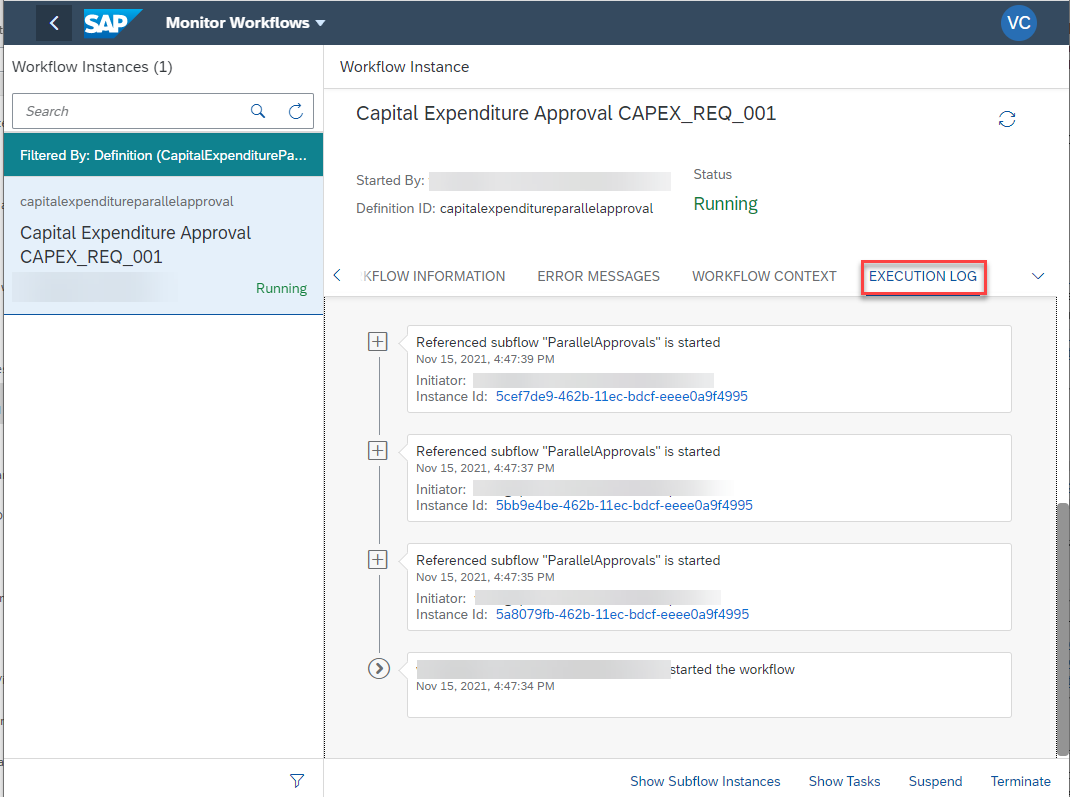 SAP Monitor Workflows VC
Workflow Instances (1)
Search
Filtered By: Definition (CapitalExpenditurePa...
capitalexpenditureparallelapproval
Capital Expenditure Approval
CAPEX_REQ_001
Running
Workflow Instance
Capital Expenditure Approval CAPEX_REQ_001
Started By:
Definition ID: capitalexpenditureparallelapproval
Status
Running
KFLOW INFORMATION ERROR MESSAGES WORKFLOW CONTEXT EXECUTION LOG
Referenced subflow "ParallelApprovals" is started
Nov 15, 2021, 4:47:39 PM
Initiator:
Instance Id: 5cef7de9-462b-11ec-bdcf-eeee0a9f4995
Referenced subflow "ParallelApprovals" is started
Nov 15, 2021, 4:47:37 PM
Initiator:
Instance Id: 5bb9e4be-462b-11ec-bdcf-eeee0a9f4995
Referenced subflow "ParallelApprovals" is started
Nov 15, 2021, 4:47:35 PM
Initiator:
Instance Id: 5a8079fb-462b-11ec-bdcf-eeee0a9f4995
started the workflow
Nov 15, 2021, 4:47:34 PM
Show Subflow Instances Show Tasks Suspend Terminate